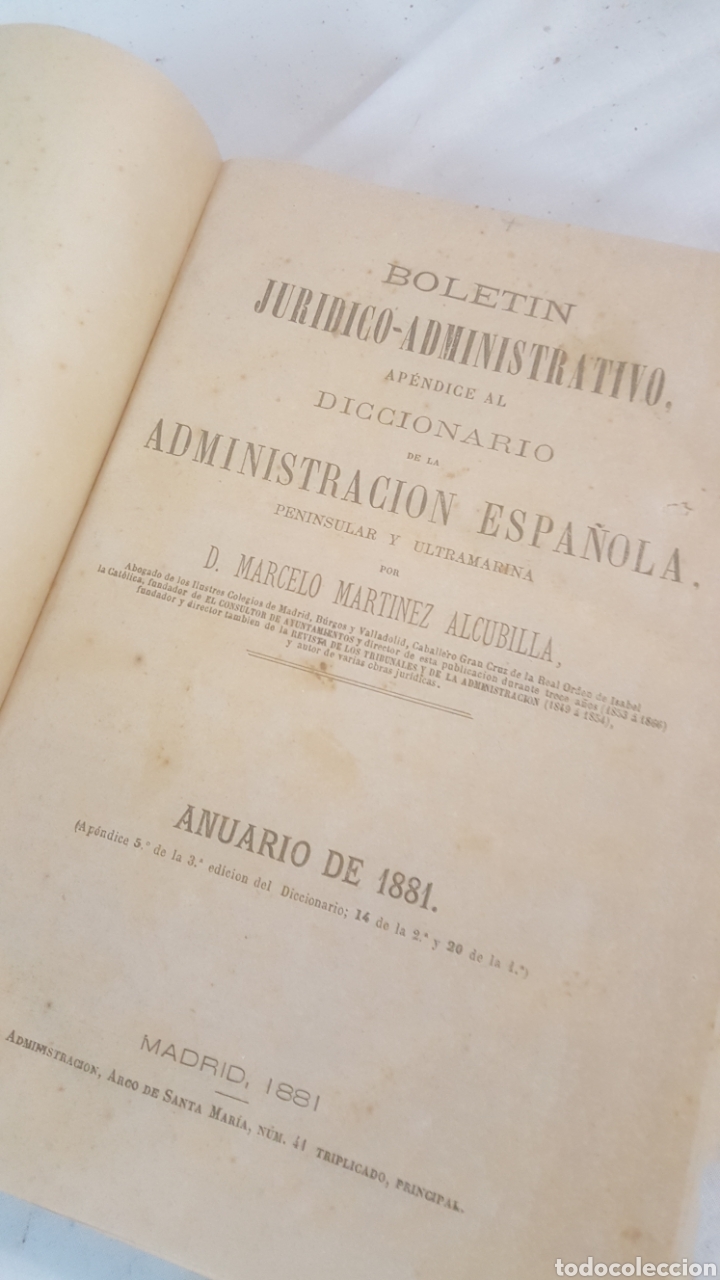 BOLETIN
JURIDICO-ADMINISTRATIVO,
APÉNDICE AL
DICCIONARIO
DE LA
ADMINISTRACION ESPAÑOLA.
PENINSULAR Y ULTRAMARINA
POR
D. MARCELO MARTINEZ ALCUBILLA,
Abogado de los Ilustres Colegios de Madrid, Búrgos y Valladolid, Caballero Gran Cruz de la Real Orden de Isabel
la Católica, fundador de EL CONSULTOR DE AYUNTAMIENTOS y director de esta publicacion durante trece años (1853 á 1866)
fundador y director tambien de la REVISTA DE LOS TRIBUNALES Y DE LA ADMINISTRACION (1849 á 1854),
y autor de varias obras jurídicas.
ANUARIO DE 1881.
(Apéndice 5.º de la 3.ª edicion del Diccionario; 14 de la 2.ª y 20 de la 1.ª)
MADRID, 1881
ADMINISTRACION, ARCO DE SANTA MARÍA, NÚM. 41 TRIPLICADO, PRINCIPAL.
todocoleccion